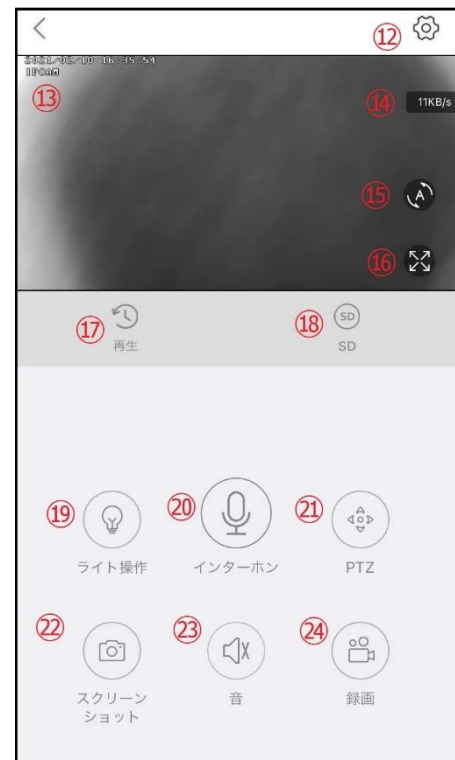 ⑫
2021/02/10 16:35:54
IPCAM
⑬
⑭ 11KB/s
⑮ A
⑯
⑰ 再生
⑱ SD
SD
⑲ ⑳ ㉑
ライト操作 インターホン PTZ
㉒ ㉓ ㉔
スクリーン
ショット 音 録画